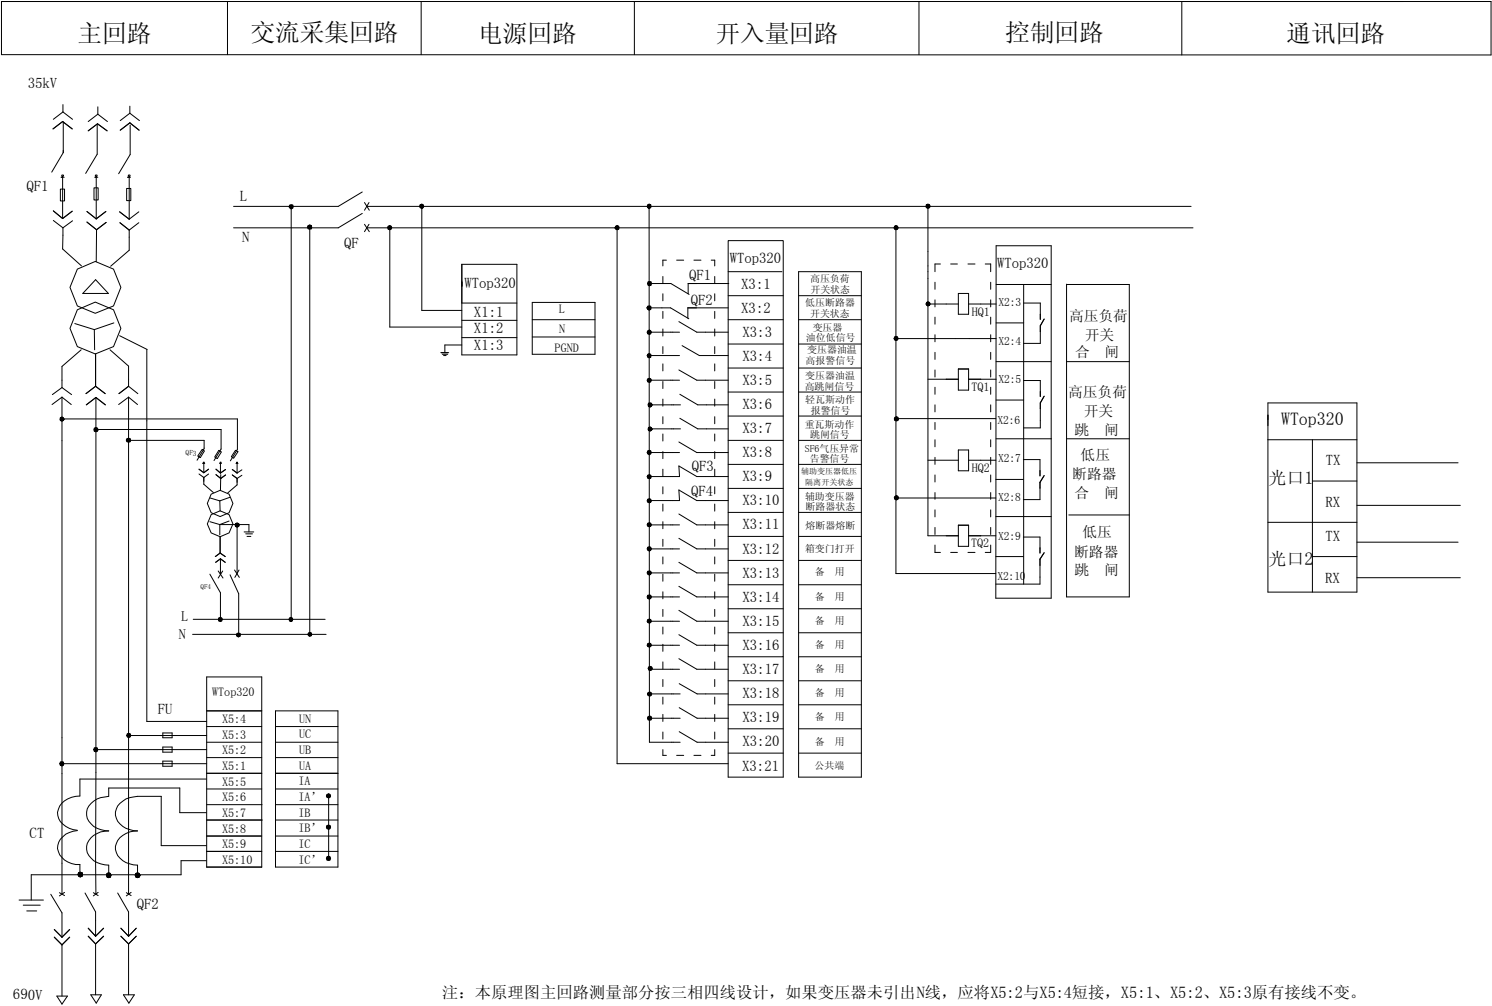 主回路
交流采集回路
电源回路
开入量回路
控制回路
通讯回路
35kV
QF1
QF3
QF4
L
N
FU
WTop320
X5:4 UN
X5:3 UC
X5:2 UB
X5:1 UA
X5:5 IA
X5:6 IA’
X5:7 IB
X5:8 IB’
X5:9 IC
X5:10 IC’
CT
QF2
690V
L
N
QF
WTop320
X1:1 L
X1:2 N
X1:3 PGND
WTop320
QF1
X3:1
高压负荷
开关状态
QF2
X3:2
低压断路器
开关状态
X3:3
变压器
油位低信号
X3:4
变压器油温
高报警信号
X3:5
变压器油温
高跳闸信号
X3:6
轻瓦斯动作
报警信号
X3:7
重瓦斯动作
跳闸信号
X3:8
SF6气压异常
告警信号
QF3
X3:9
辅助变压器低压
隔离开关状态
QF4
X3:10
辅助变压器
断路器状态
X3:11 熔断器熔断
X3:12 箱变门打开
X3:13 备 用
X3:14 备 用
X3:15 备 用
X3:16 备 用
X3:17 备 用
X3:18 备 用
X3:19 备 用
X3:20 备 用
X3:21 公共端
WTop320
HQ1
X2:3
X2:4
高压负荷
开关
合 闸
TQ1
X2:5
X2:6
高压负荷
开关
跳 闸
HQ2
X2:7
X2:8
低压
断路器
合 闸
TQ2
X2:9
X2:10
低压
断路器
跳 闸
WTop320
光口1
TX
RX
光口2
TX
RX
注：本原理图主回路测量部分按三相四线设计，如果变压器未引出N线，应将X5:2与X5:4短接，X5:1、X5:2、X5:3原有接线不变。